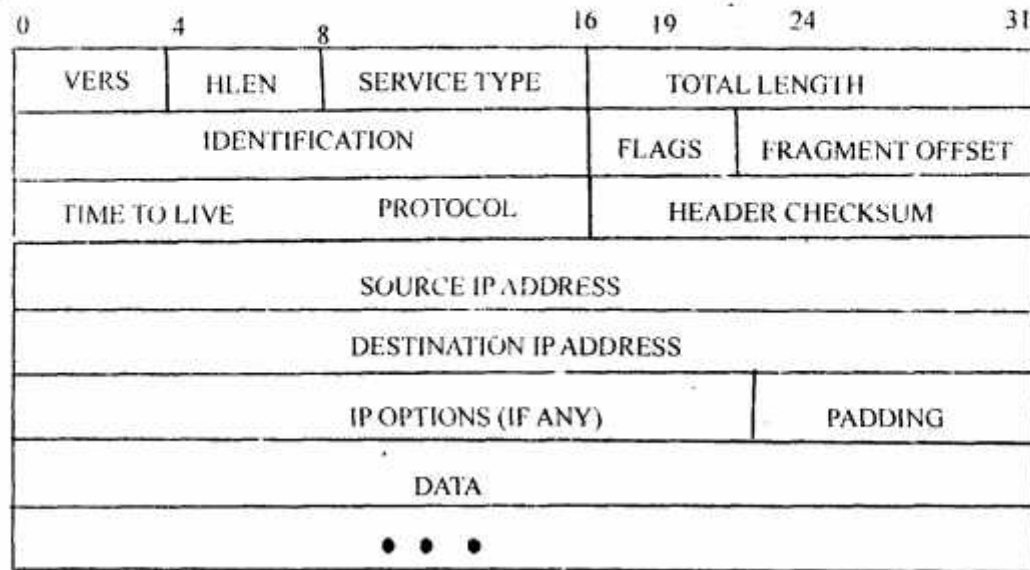 0 4 8 16 19 24 31
VERS HLEN SERVICE TYPE TOTAL LENGTH
IDENTIFICATION FLAGS FRAGMENT OFFSET
TIME TO LIVE PROTOCOL HEADER CHECKSUM
SOURCE IP ADDRESS
DESTINATION IP ADDRESS
IP OPTIONS (IF ANY) PADDING
DATA